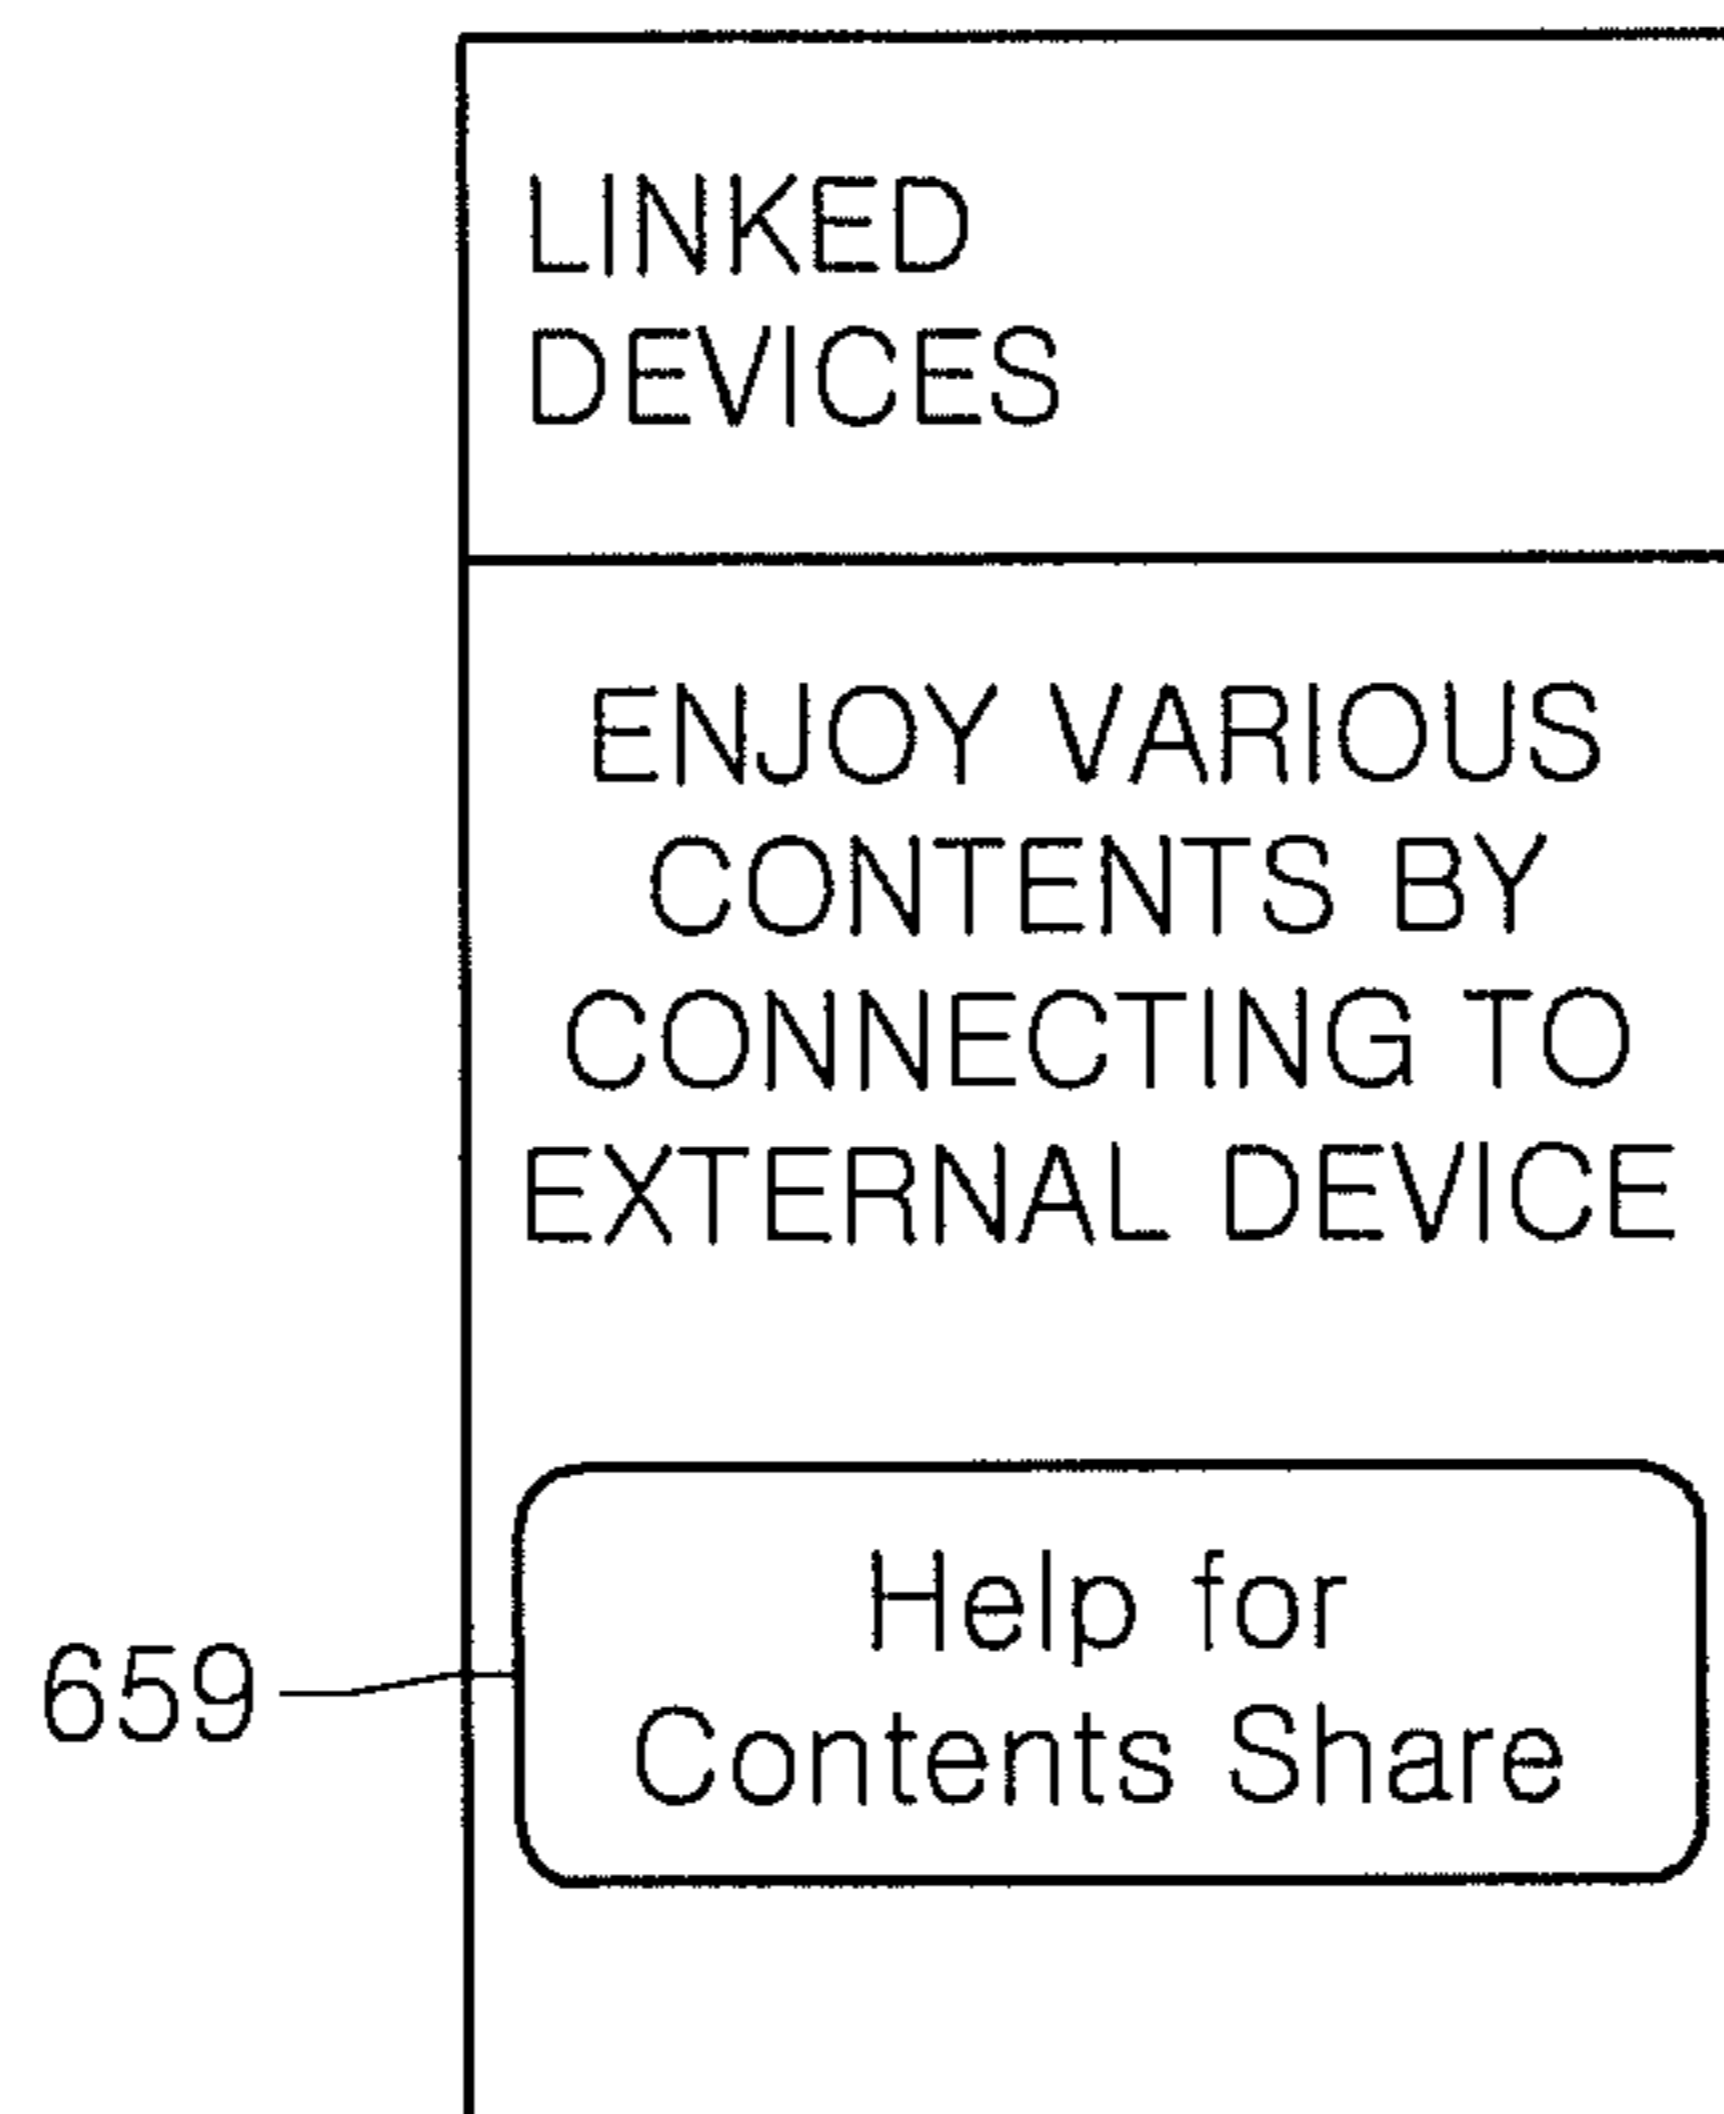 LINKED
DEVICES
ENJOY VARIOUS
CONTENTS BY
CONNECTING TO
EXTERNAL DEVICE
Help for
Contents Share
659